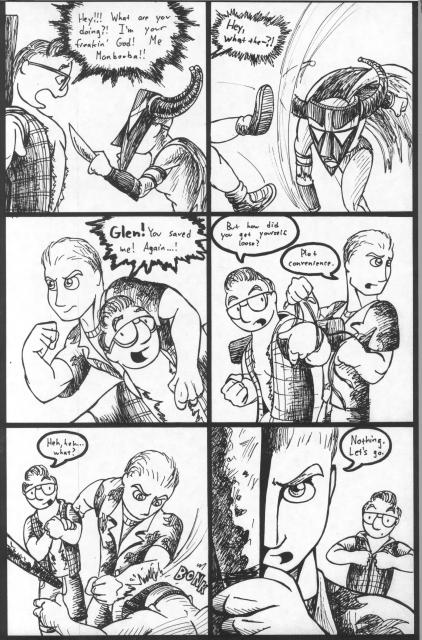 Hey!!! What are you
doing?! I'm your
freakin' God! Me
Monbooba!!
Hey,
what the-?!
Glen! You saved
me! Again...!
But how did
you get yourself
loose?
Plot
convenience.
Heh, heh...
what?
BONK
Nothing.
Let's go.